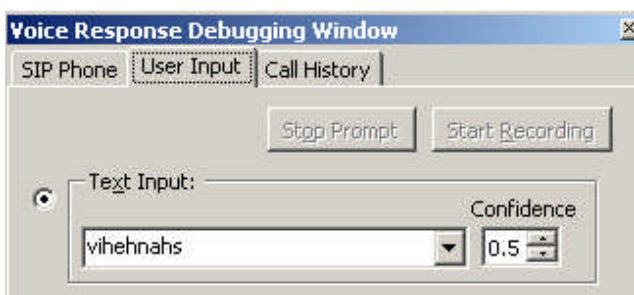 Voice Response Debugging Window
SIP Phone User Input Call History
Stop Prompt Start Recording
Text Input:
Confidence
vihehnahs 0.5